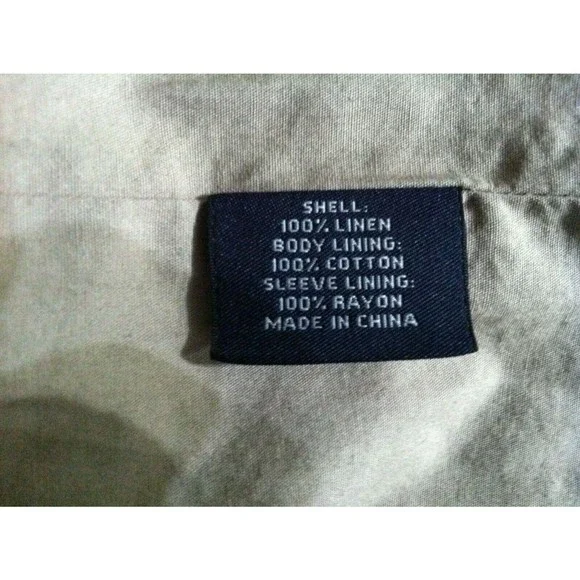 SHELL:
100% LINEN
BODY LINING:
100% COTTON
SLEEVE LINING:
100% RAYON
MADE IN CHINA